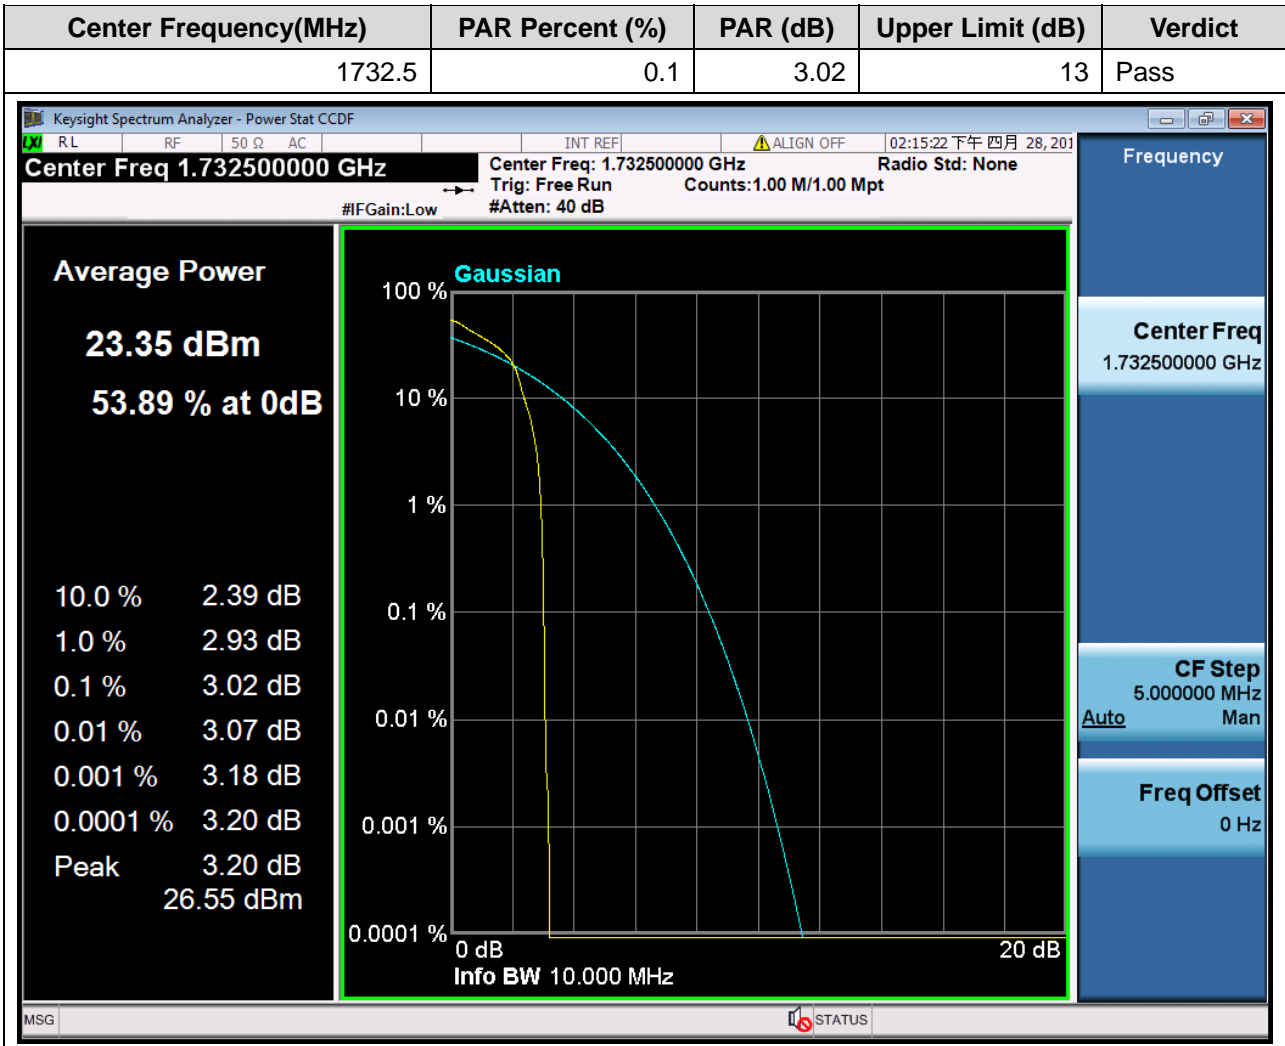 Center Frequency(MHz) PAR Percent (%) PAR (dB) Upper Limit (dB) Verdict
1732.5 0.1 3.02 13 Pass
Keysight Spectrum Analyzer - Power Stat CCDF
LXI RL RF 50 Ω AC INT REF ALIGN OFF 02:15:22 下午 四月 28, 201
Center Freq 1.732500000 GHz
#IFGain:Low
Center Freq: 1.732500000 GHz Radio Std: None
Trig: Free Run Counts:1.00 M/1.00 Mpt
#Atten: 40 dB
Average Power
23.35 dBm
53.89 % at 0dB
10.0 % 2.39 dB
1.0 % 2.93 dB
0.1 % 3.02 dB
0.01 % 3.07 dB
0.001 % 3.18 dB
0.0001 % 3.20 dB
Peak 3.20 dB
26.55 dBm
Gaussian
100 %
10 %
1 %
0.1 %
0.01 %
0.001 %
0.0001 %
0 dB 20 dB
Info BW 10.000 MHz
Frequency
Center Freq
1.732500000 GHz
CF Step
5.000000 MHz
Auto Man
Freq Offset
0 Hz
MSG STATUS